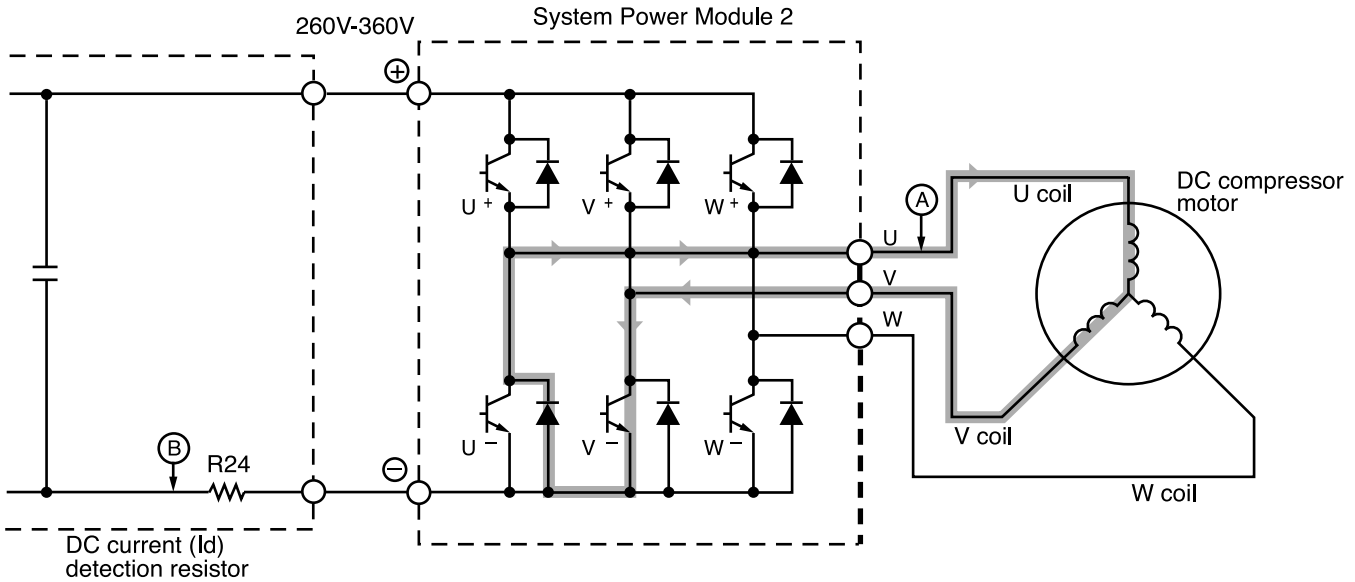 System Power Module 2
260V-360V
+
U +
V +
W +
A
U coil
DC compressor
motor
U
V
W
U −
V −
W −
V coil
W coil
B
R24
−
DC current (Id)
detection resistor